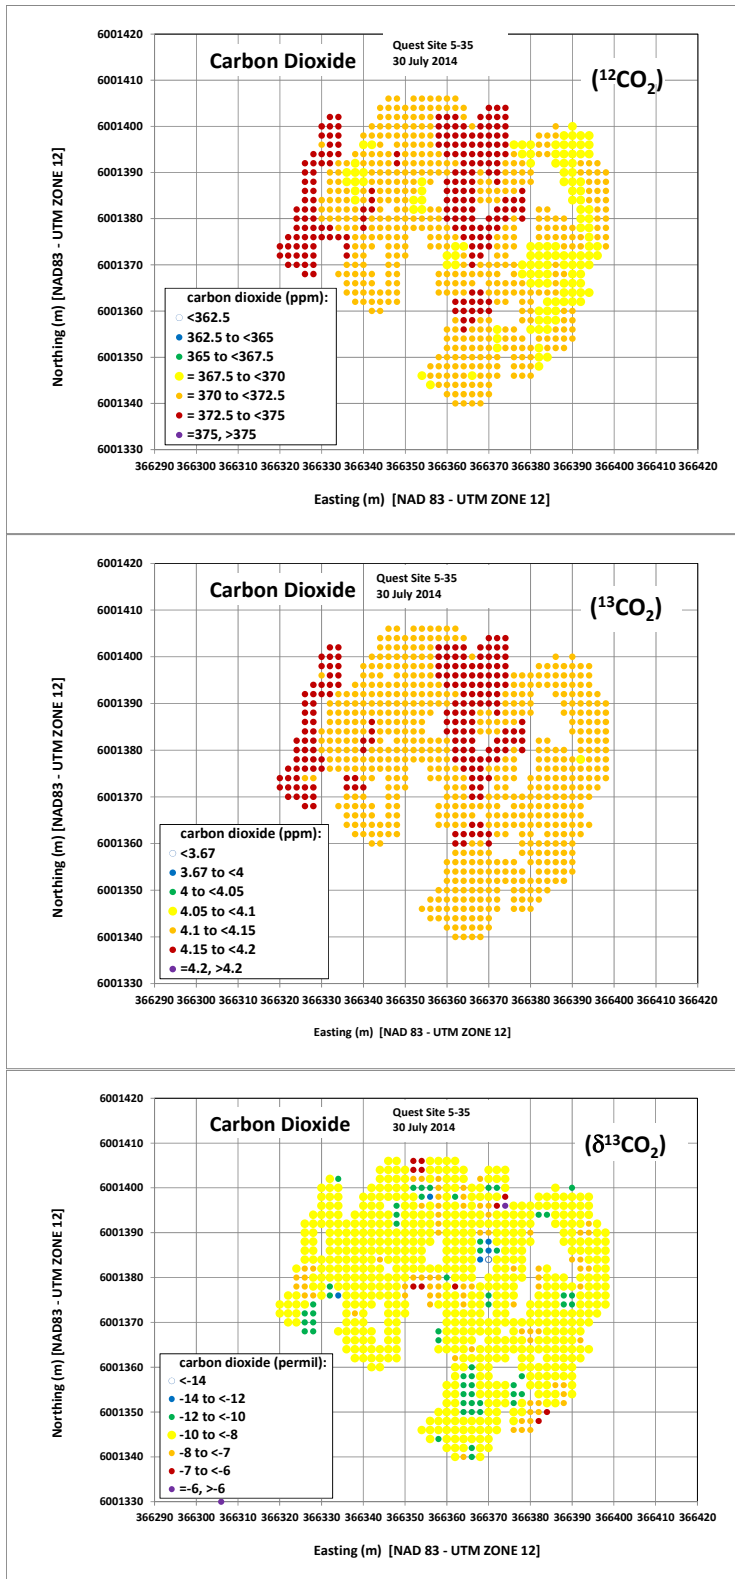 Carbon Dioxide
Quest Site 5-35
30 July 2014
(¹²CO₂)
6001420
6001410
6001400
6001390
6001380
6001370
6001360
6001350
6001340
6001330
Northing (m) [NAD83 - UTM ZONE 12]
carbon dioxide (ppm):
<362.5
362.5 to <365
365 to <367.5
= 367.5 to <370
= 370 to <372.5
= 372.5 to <375
=375, >375
366290 366300 366310 366320 366330 366340 366350 366360 366370 366380 366390 366400 366410 366420
Easting (m) [NAD 83 - UTM ZONE 12]
Carbon Dioxide
Quest Site 5-35
30 July 2014
(¹³CO₂)
6001420
6001410
6001400
6001390
6001380
6001370
6001360
6001350
6001340
6001330
Northing (m) [NAD83 - UTM ZONE 12]
carbon dioxide (ppm):
<3.67
3.67 to <4
4 to <4.05
4.05 to <4.1
4.1 to <4.15
4.15 to <4.2
=4.2, >4.2
366290 366300 366310 366320 366330 366340 366350 366360 366370 366380 366390 366400 366410 366420
Easting (m) [NAD 83 - UTM ZONE 12]
Carbon Dioxide
Quest Site 5-35
30 July 2014
(δ¹³CO₂)
6001420
6001410
6001400
6001390
6001380
6001370
6001360
6001350
6001340
6001330
Northing (m) [NAD83 - UTM ZONE 12]
carbon dioxide (permil):
<-14
-14 to <-12
-12 to <-10
-10 to <-8
-8 to <-7
-7 to <-6
=-6, >-6
366290 366300 366310 366320 366330 366340 366350 366360 366370 366380 366390 366400 366410 366420
Easting (m) [NAD 83 - UTM ZONE 12]